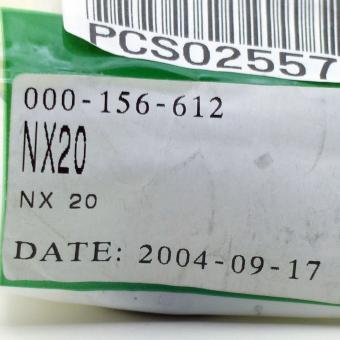 PCS02557
000-156-612
NX20
NX 20
DATE: 2004-09-17